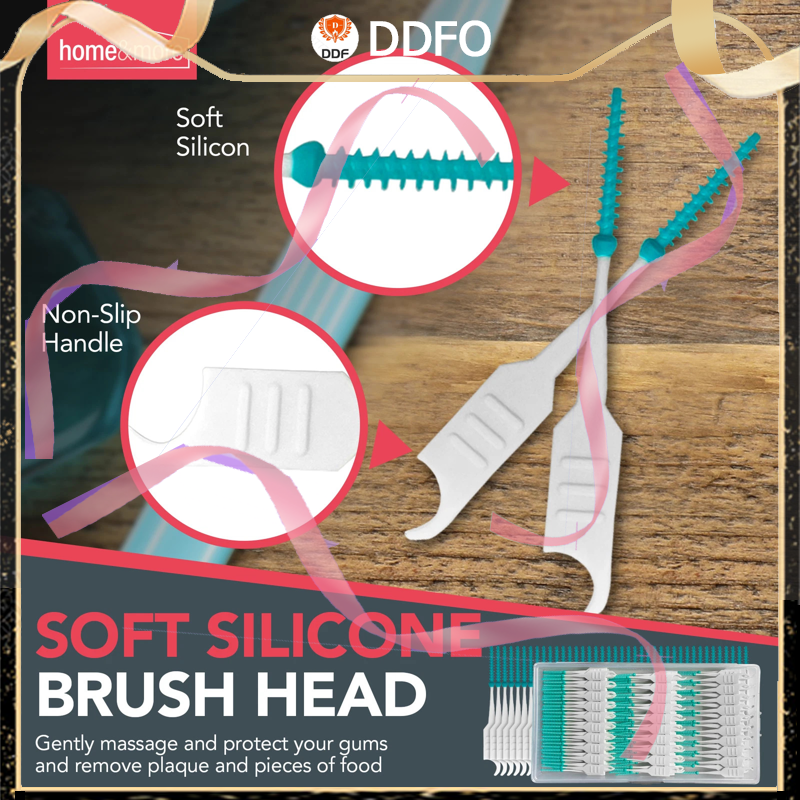 home&more
DDF
DDFO
Soft
Silicon
Non-Slip
Handle
SOFT SILICONE
BRUSH HEAD
Gently massage and protect your gums
and remove plaque and pieces of food